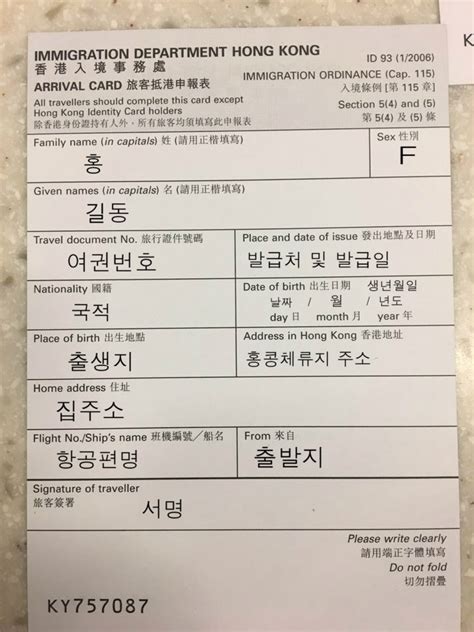 IMMIGRATION DEPARTMENT HONG KONG
香港入境事務處
ID 93 (1/2006)
IMMIGRATION ORDINANCE (Cap. 115)
ARRIVAL CARD 旅客抵港申報表
入境條例 [第 115 章]
All travellers should complete this card except
Hong Kong Identity Card holders
Section 5(4) and (5)
除香港身份證持有人外，所有旅客均須填寫此申報表
第 5(4) 及 (5) 條
Family name (in capitals) 姓 (請用正楷填寫)
Sex 性別
홍
F
Given names (in capitals) 名 (請用正楷填寫)
길동
Travel document No. 旅行證件號碼
Place and date of issue 發出地點及日期
여권번호
발급처 및 발급일
Nationality 國籍
Date of birth 出生日期 생년월일
국적
날짜 / 월 / 년도
day 日 month 月 year 年
Place of birth 出生地點
Address in Hong Kong 香港地址
출생지
홍콩체류지 주소
Home address 住址
집주소
Flight No./Ship's name 班機編號／船名
From 來自
항공편명
출발지
Signature of traveller
旅客簽署
서명
Please write clearly
請用端正字體填寫
Do not fold
切勿摺疊
KY757087
K